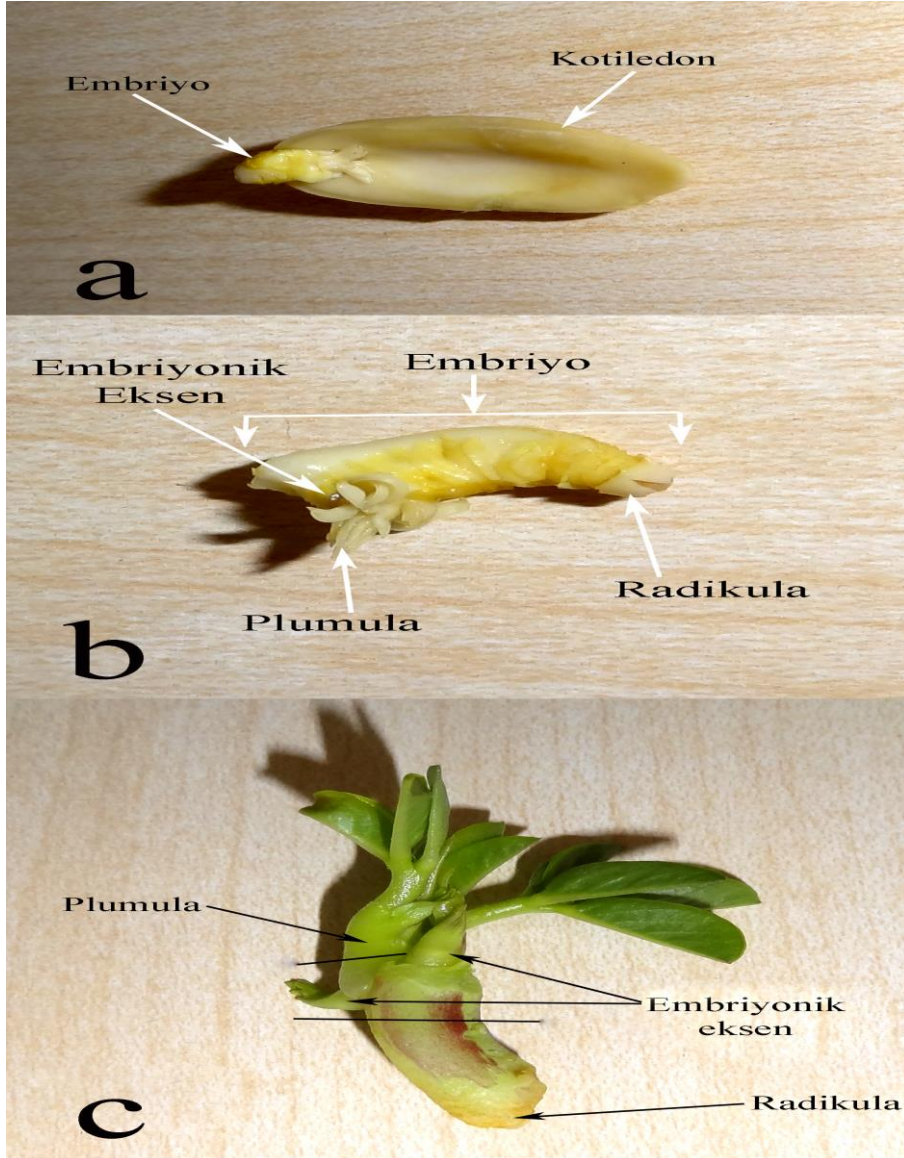 Kotiledon
Embriyo
a
Embriyonik
Eksen
Embriyo
Radikula
Plumula
b
Plumula
Embriyonik
eksen
Radikula
c